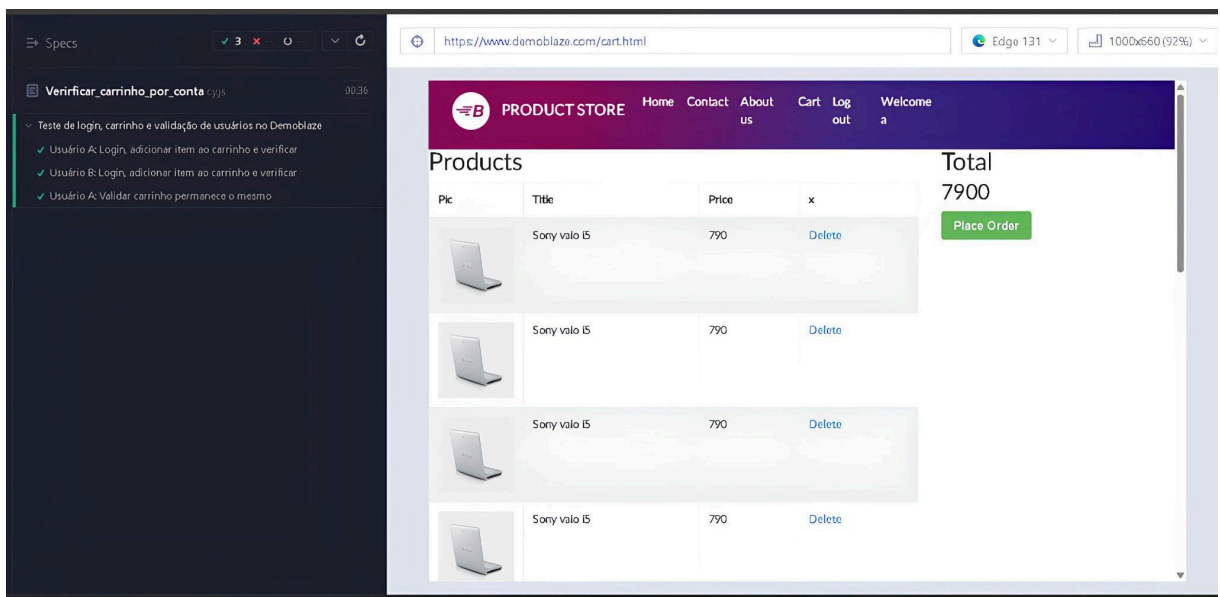 Specs
3
--
Verirficar_carrinho_por_conta cy.js
00:36
Teste de login, carrinho e validação de usuários no Demoblaze
Usuário A: Login, adicionar item ao carrinho e verificar
Usuário B: Login, adicionar item ao carrinho e verificar
Usuário A: Validar carrinho permanece o mesmo
https://www.demoblaze.com/cart.html
Edge 131
1000x660 (92%)
PRODUCT STORE
Home Contact About us Cart Log out Welcome a
Products
Total
7900
Place Order
Pic Title Price x
Sony vaio i5 790 Delete
Sony vaio i5 790 Delete
Sony vaio i5 790 Delete
Sony vaio i5 790 Delete